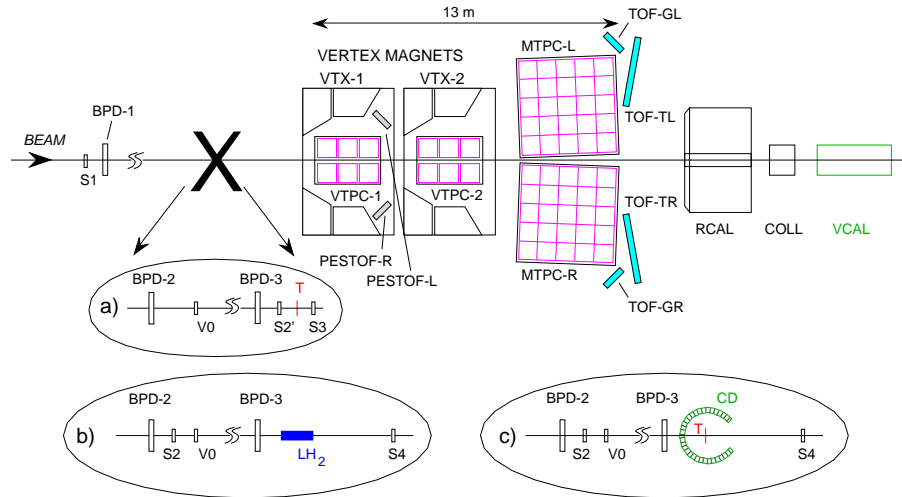 13 m
TOF-GL
VERTEX MAGNETS
MTPC-L
VTX-1
VTX-2
BPD-1
TOF-TL
BEAM
S1
X
VTPC-1
VTPC-2
TOF-TR
RCAL
COLL
VCAL
PESTOF-R
PESTOF-L
MTPC-R
TOF-GR
a)
BPD-2
BPD-3
T
V0
S2'
S3
b)
BPD-2
BPD-3
S2
V0
LH2
S4
c)
BPD-2
BPD-3
CD
T
S2
V0
S4